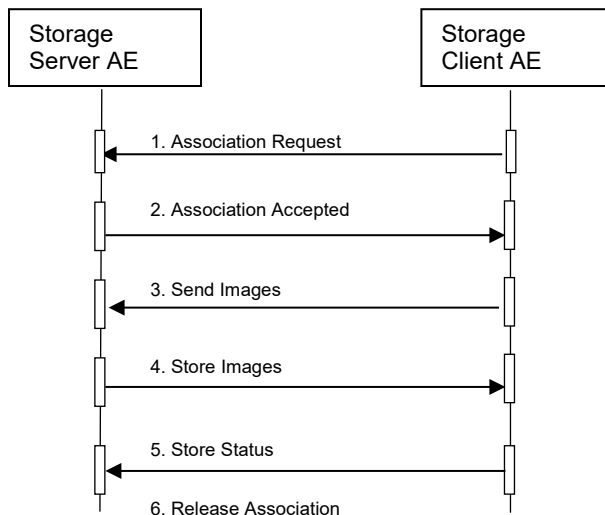 Storage
Server AE
Storage
Client AE
1. Association Request
2. Association Accepted
3. Send Images
4. Store Images
5. Store Status
6. Release Association